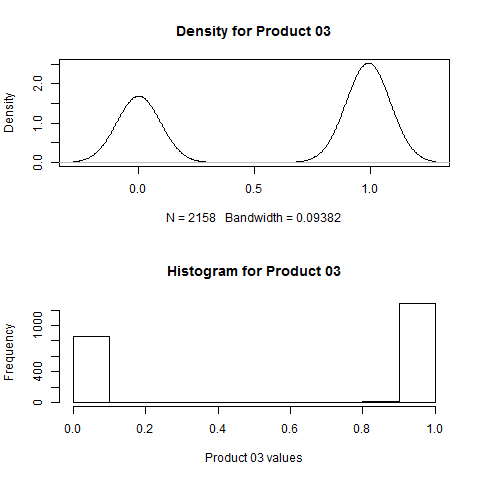 Density for Product 03
Density
0.0 1.0 2.0
0.0 0.5 1.0
N = 2158 Bandwidth = 0.09382
Histogram for Product 03
Frequency
0 400 1000
0.0 0.2 0.4 0.6 0.8 1.0
Product 03 values